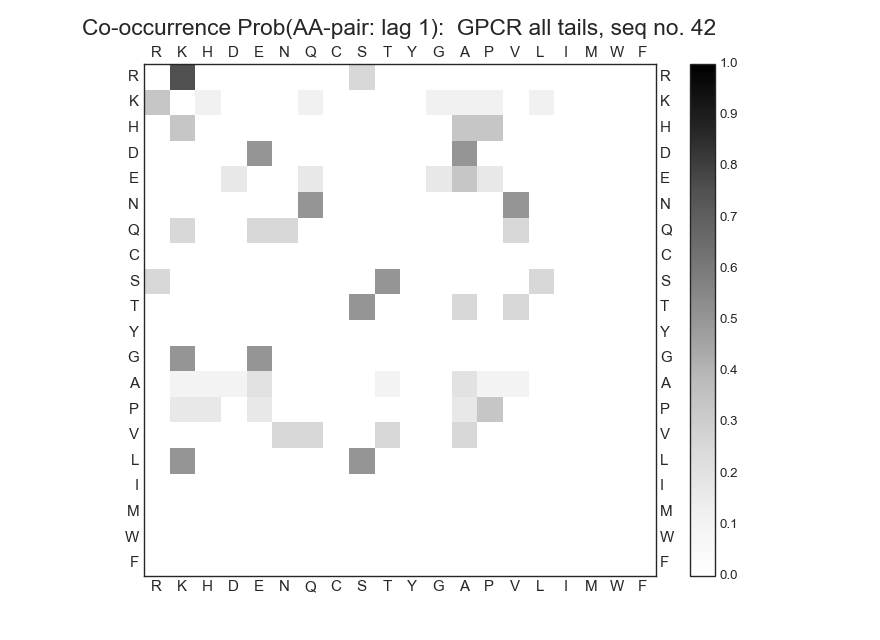 Co-occurrence Prob(AA-pair: lag 1):  GPCR all tails, seq no. 42
R K H D E N Q C S T Y G A P V L I M W F
R R 1.0
K K 0.9
H H
D D 0.8
E E
N N 0.7
Q Q
C C 0.6
S S
T T 0.5
Y Y
G G 0.4
A A
P P 0.3
V V
L L 0.2
I I
M M 0.1
W W
F F 0.0
R K H D E N Q C S T Y G A P V L I M W F